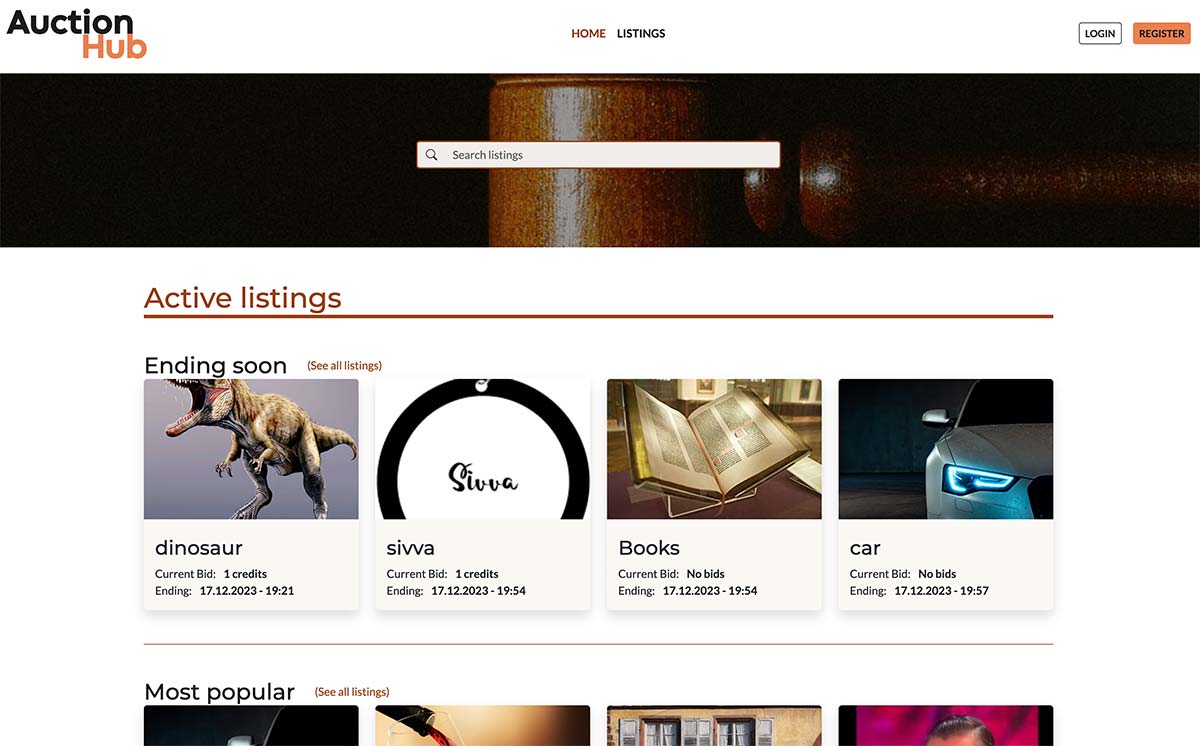 Auction
Hub
HOME LISTINGS
LOGIN REGISTER
Search listings
Active listings
Ending soon (See all listings)
Sivva
dinosaur
Current Bid: 1 credits
Ending: 17.12.2023 - 19:21
sivva
Current Bid: 1 credits
Ending: 17.12.2023 - 19:54
Books
Current Bid: No bids
Ending: 17.12.2023 - 19:54
car
Current Bid: No bids
Ending: 17.12.2023 - 19:57
Most popular (See all listings)